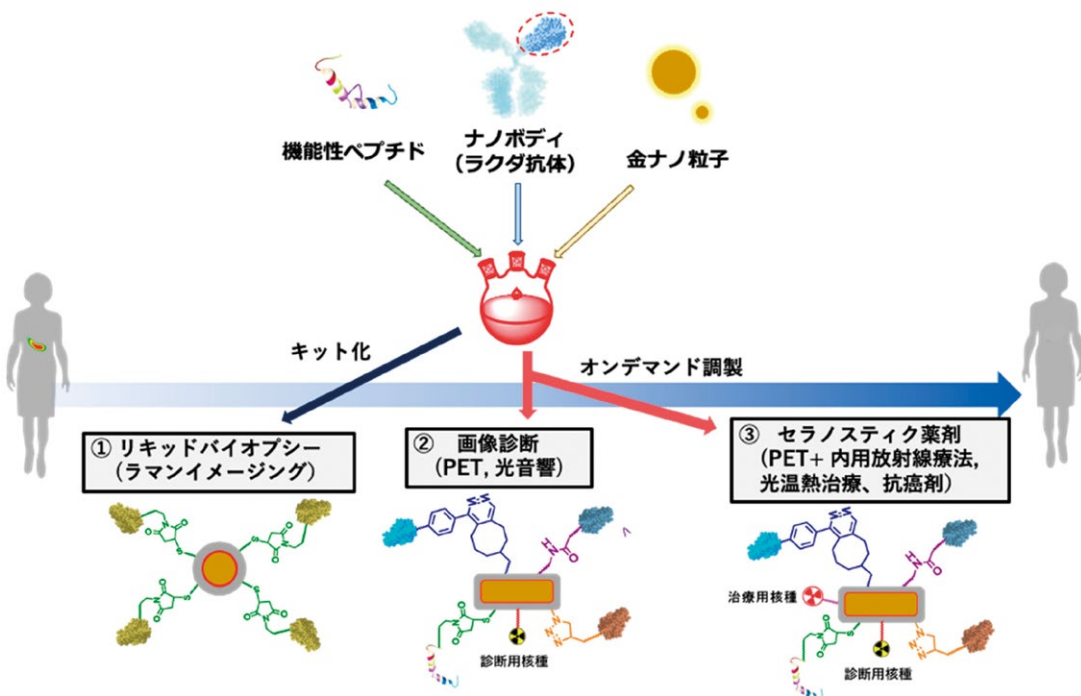 機能性ペプチド
ナノボディ
(ラクダ抗体)
金ナノ粒子
キット化
オンデマンド調製
① リキッドバイオプシー
(ラマンイメージング)
② 画像診断
(PET, 光音響)
③ セラノスティク薬剤
(PET+ 内用放射線療法,
光温熱治療、抗癌剤)
O
N
O
S
O
N
O
S
O
N
O
S
O
N
O
S
N
N
H
N
O
O
N
O
S
N
N
N
診断用核種
N
N
H
N
O
治療用核種
O
N
O
S
N
N
N
診断用核種